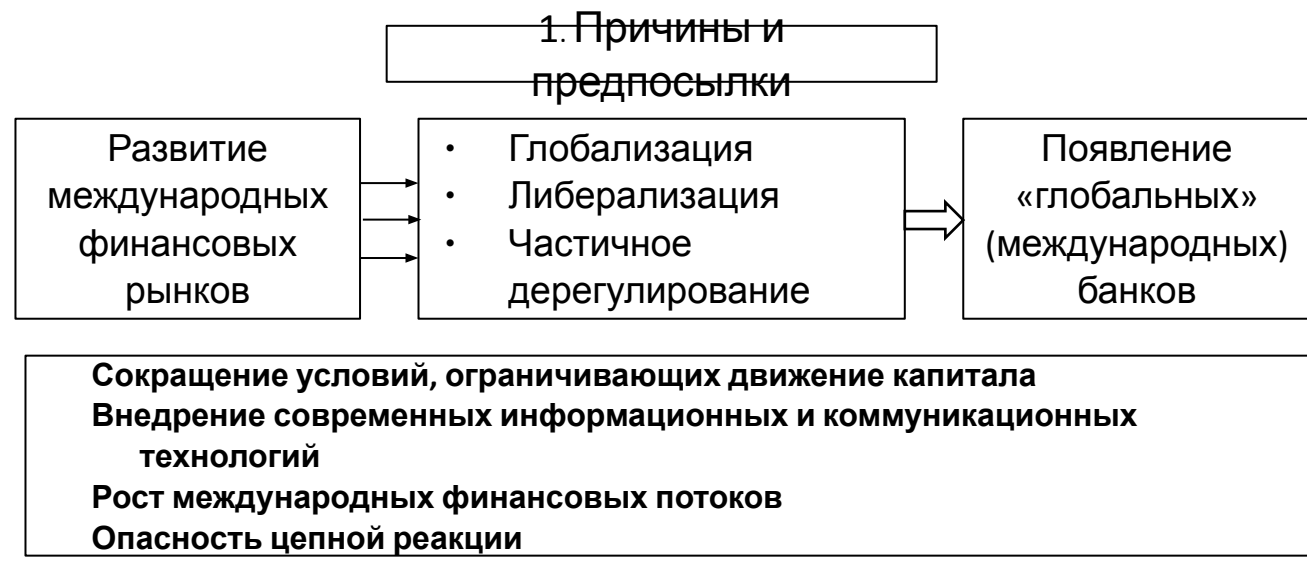 1. Причины и
предпосылки
Развитие
международных
финансовых
рынков
• Глобализация
• Либерализация
• Частичное
дерегулирование
Появление
«глобальных»
(международных)
банков
Сокращение условий, ограничивающих движение капитала
Внедрение современных информационных и коммуникационных
технологий
Рост международных финансовых потоков
Опасность цепной реакции